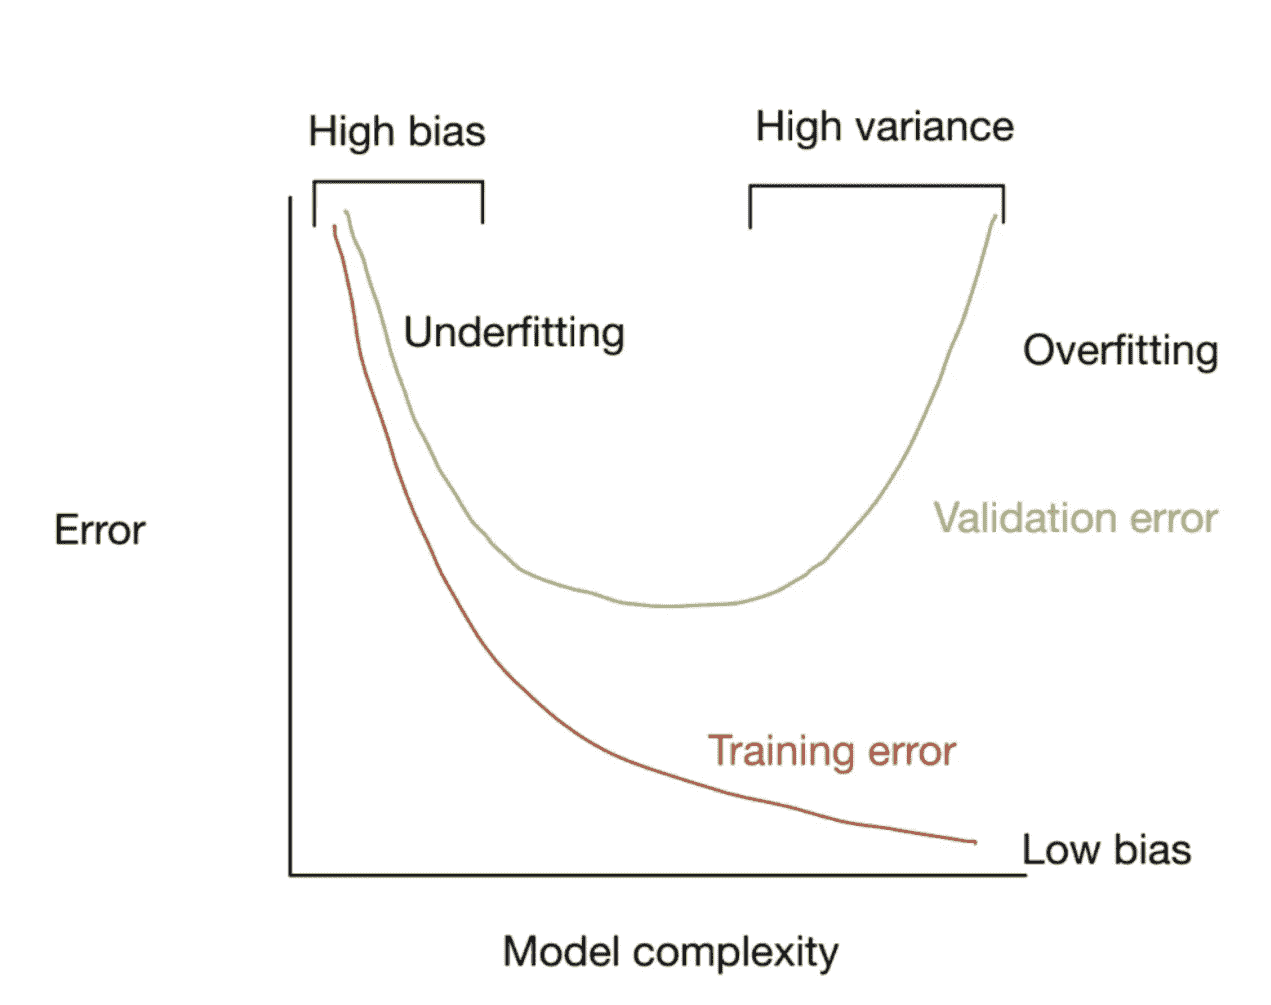 High bias
High variance
Underfitting
Overfitting
Error
Validation error
Training error
Low bias
Model complexity